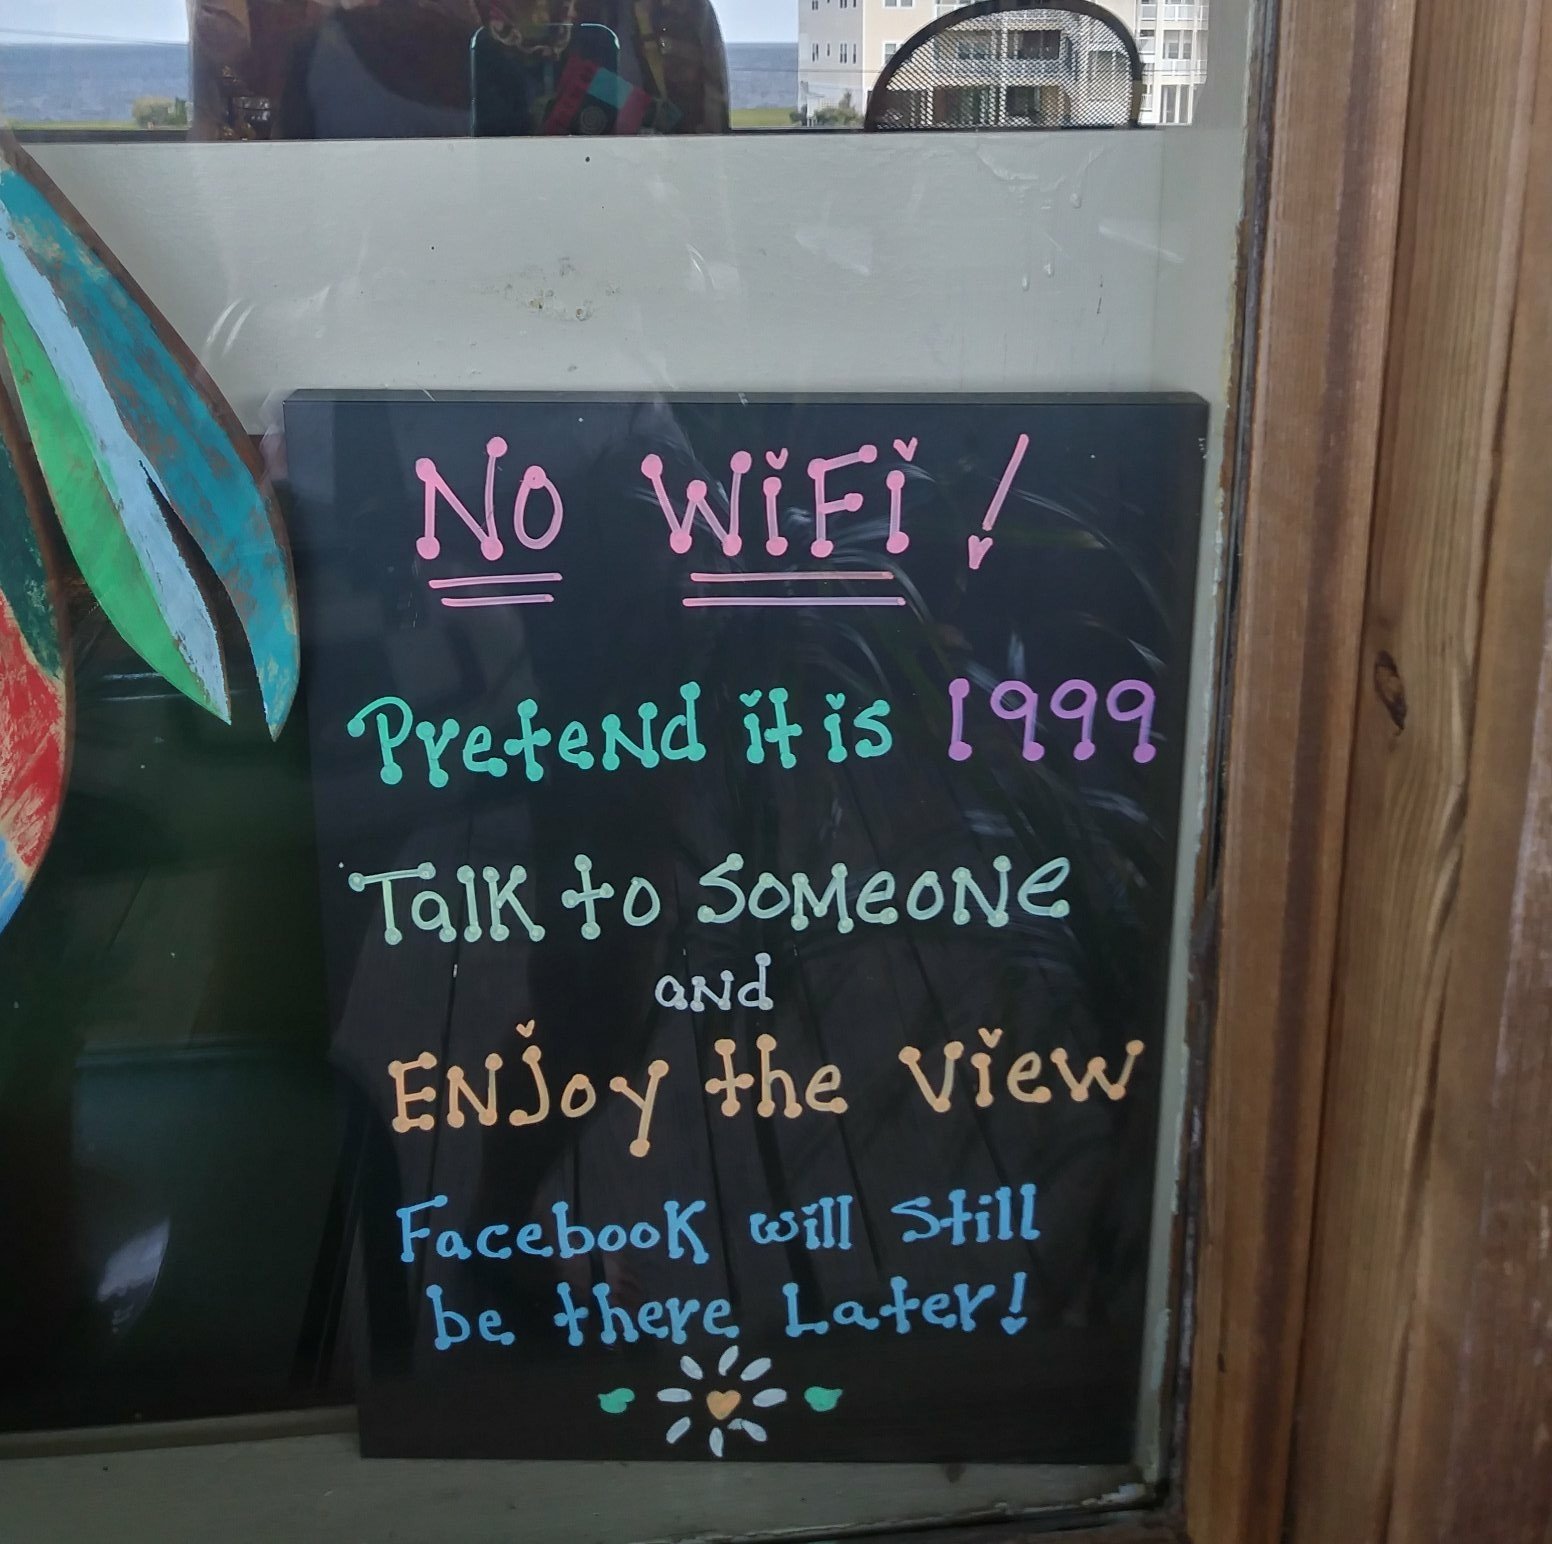 No WiFi!
Pretend it is 1999
Talk to Someone
and
ENJoy the View
Facebook will Still
be there Later!